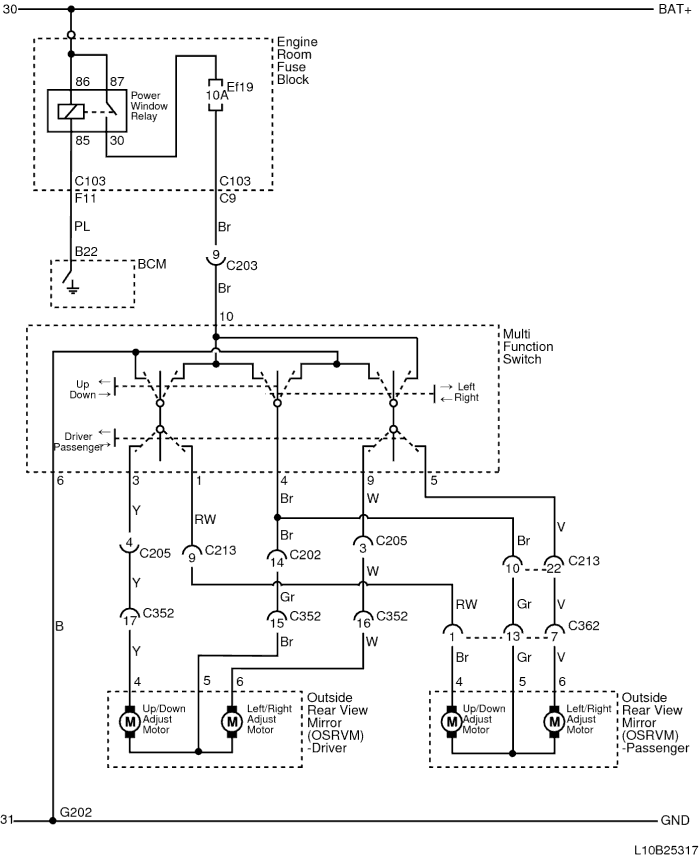 30
BAT+
Engine
Room
Fuse
Block
86
87
Power
Window
Relay
Ef19
10A
85
30
C103
C103
F11
C9
PL
Br
B22
9
C203
BCM
Br
10
Multi
Function
Switch
Up
Down
Left
Right
Driver
Passenger
6
3
1
4
9
5
Br
W
Y
RW
V
4
C205
9
C213
Br
14
C202
3
C205
Br
10
22
C213
Y
Gr
W
RW
Gr
V
17
C352
15
C352
16
C352
1
13
7
C362
B
Y
Br
W
Br
Gr
V
4
5
6
4
5
6
M
Up/Down
Adjust
Motor
M
Left/Right
Adjust
Motor
Outside
Rear View
Mirror
(OSRVM)
-Driver
M
Up/Down
Adjust
Motor
M
Left/Right
Adjust
Motor
Outside
Rear View
Mirror
(OSRVM)
-Passenger
31
G202
GND
L10B25317